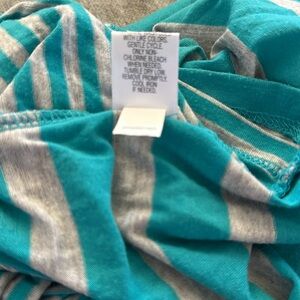 WITH LIKE COLORS.
GENTLE CYCLE.
ONLY NON-
CHLORINE BLEACH
WHEN NEEDED.
TUMBLE DRY LOW.
REMOVE PROMPTLY.
COOL IRON
IF NEEDED.